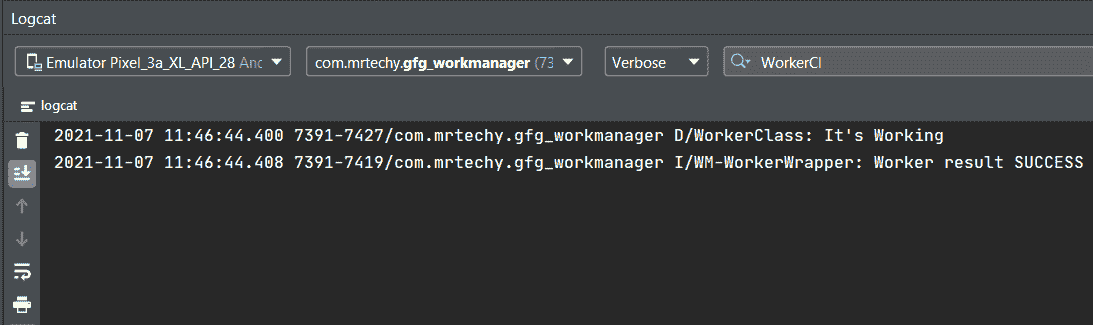 Logcat
Emulator Pixel_3a_XL_API_28 Anc
com.mrtechy.gfg_workmanager (73
Verbose
WorkerCl
logcat
2021-11-07 11:46:44.400 7391-7427/com.mrtechy.gfg_workmanager D/WorkerClass: It's Working
2021-11-07 11:46:44.408 7391-7419/com.mrtechy.gfg_workmanager I/WM-WorkerWrapper: Worker result SUCCESS